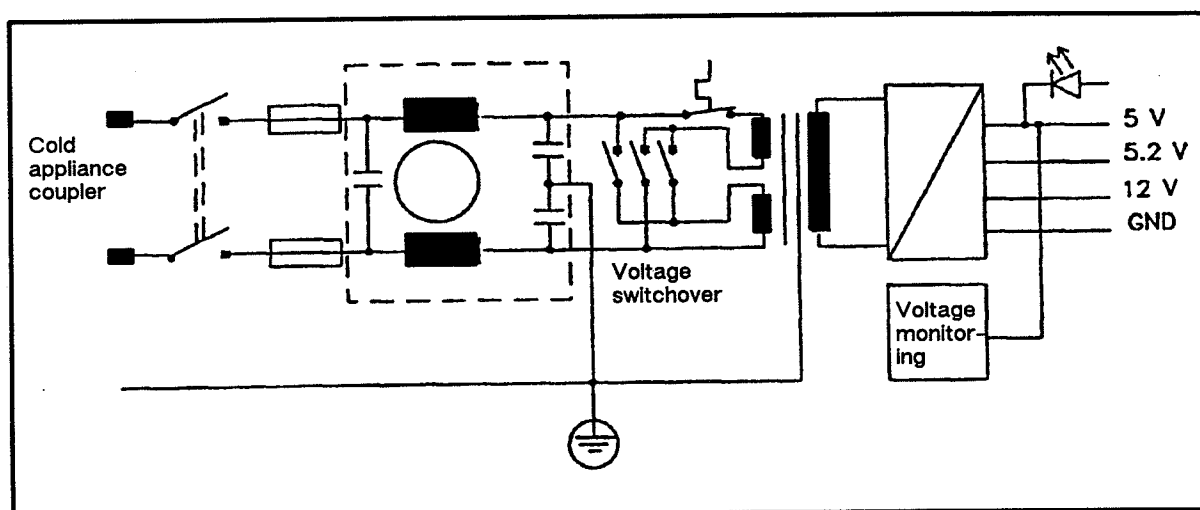 Cold
appliance
coupler
Voltage
switchover
5 V
5.2 V
12 V
GND
Voltage
monitor-
ing